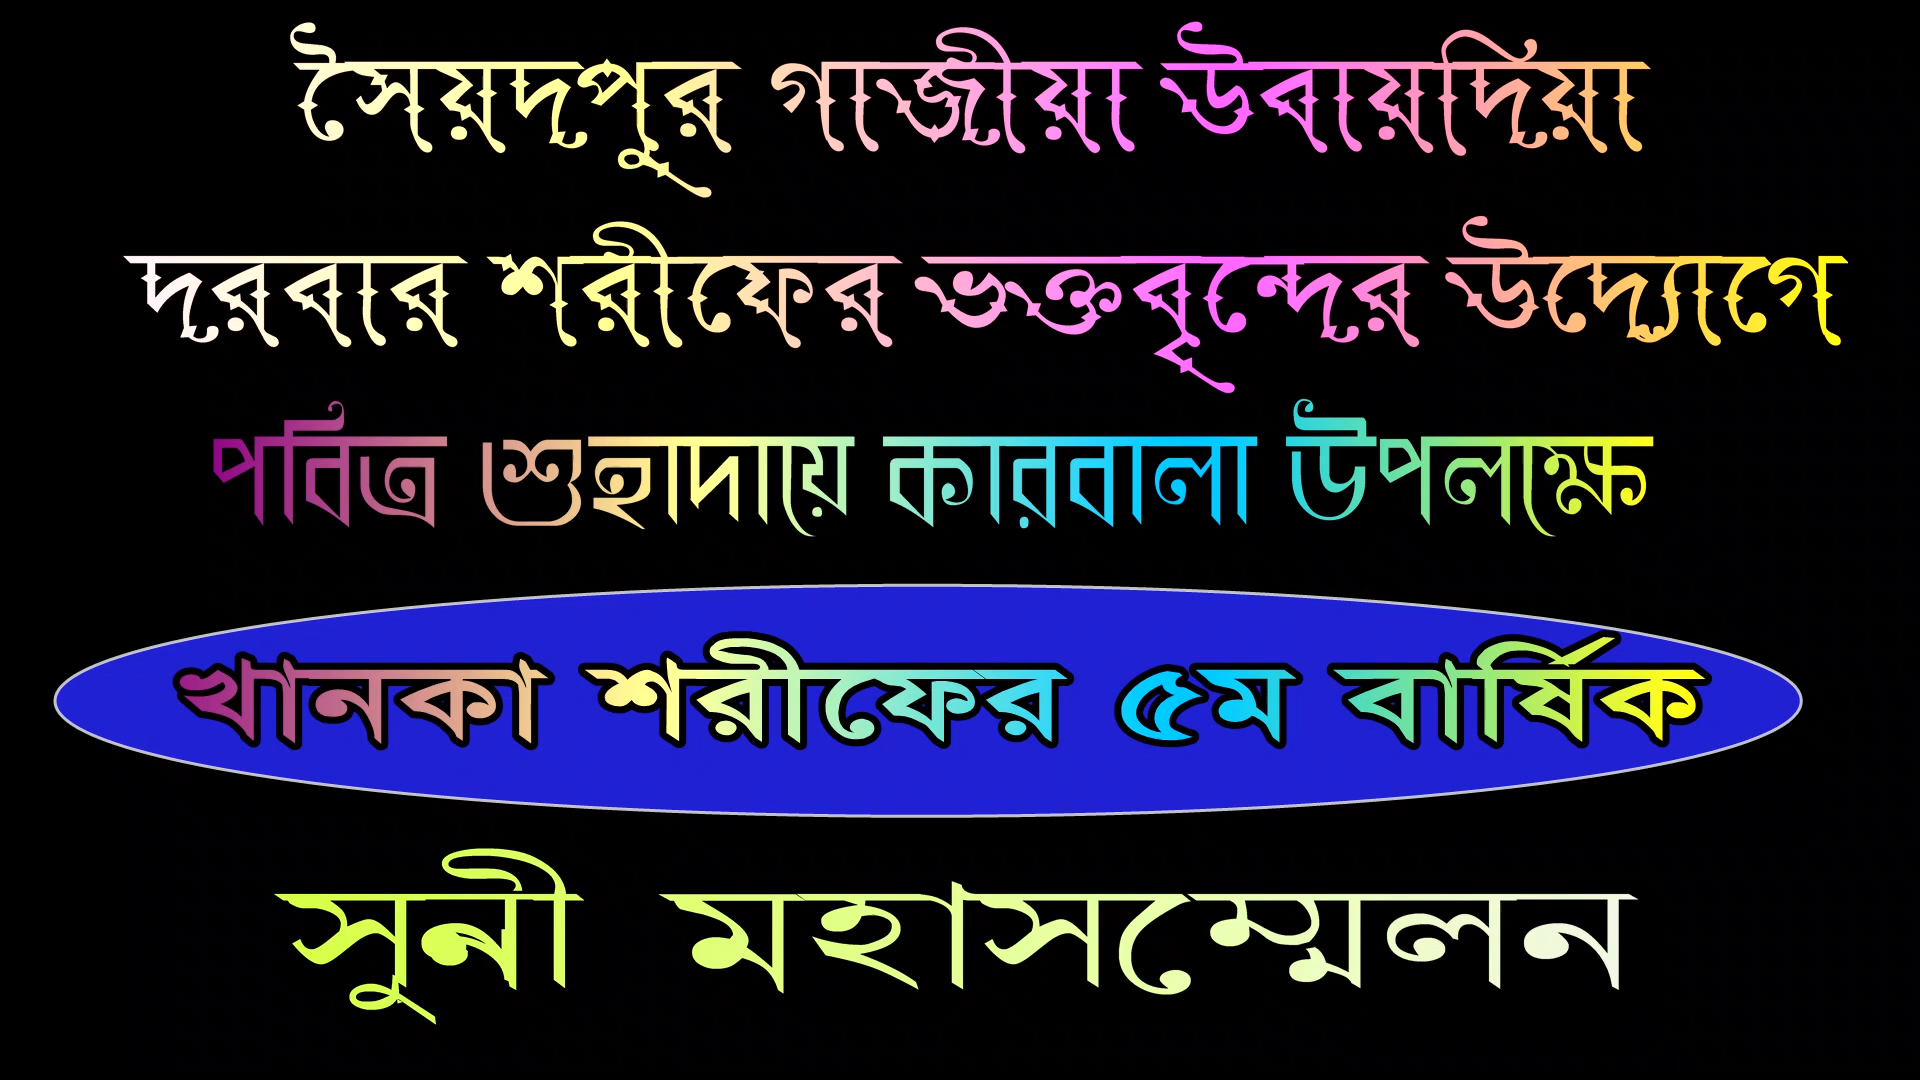 সৈয়দপুর গাজীয়া উবায়দিয়া
দরবার শরীফের ভক্তবৃন্দের উদ্যোগে
পবিত্র শুহাদায়ে কারবালা উপলক্ষে
খানকা শরীফের ৫ম বার্ষিক
সুন্নী মহাসম্মেলন